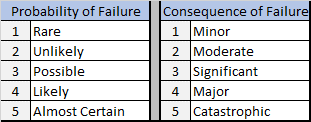 Probability of Failure Consequence of Failure
1 Rare 1 Minor
2 Unlikely 2 Moderate
3 Possible 3 Significant
4 Likely 4 Major
5 Almost Certain 5 Catastrophic